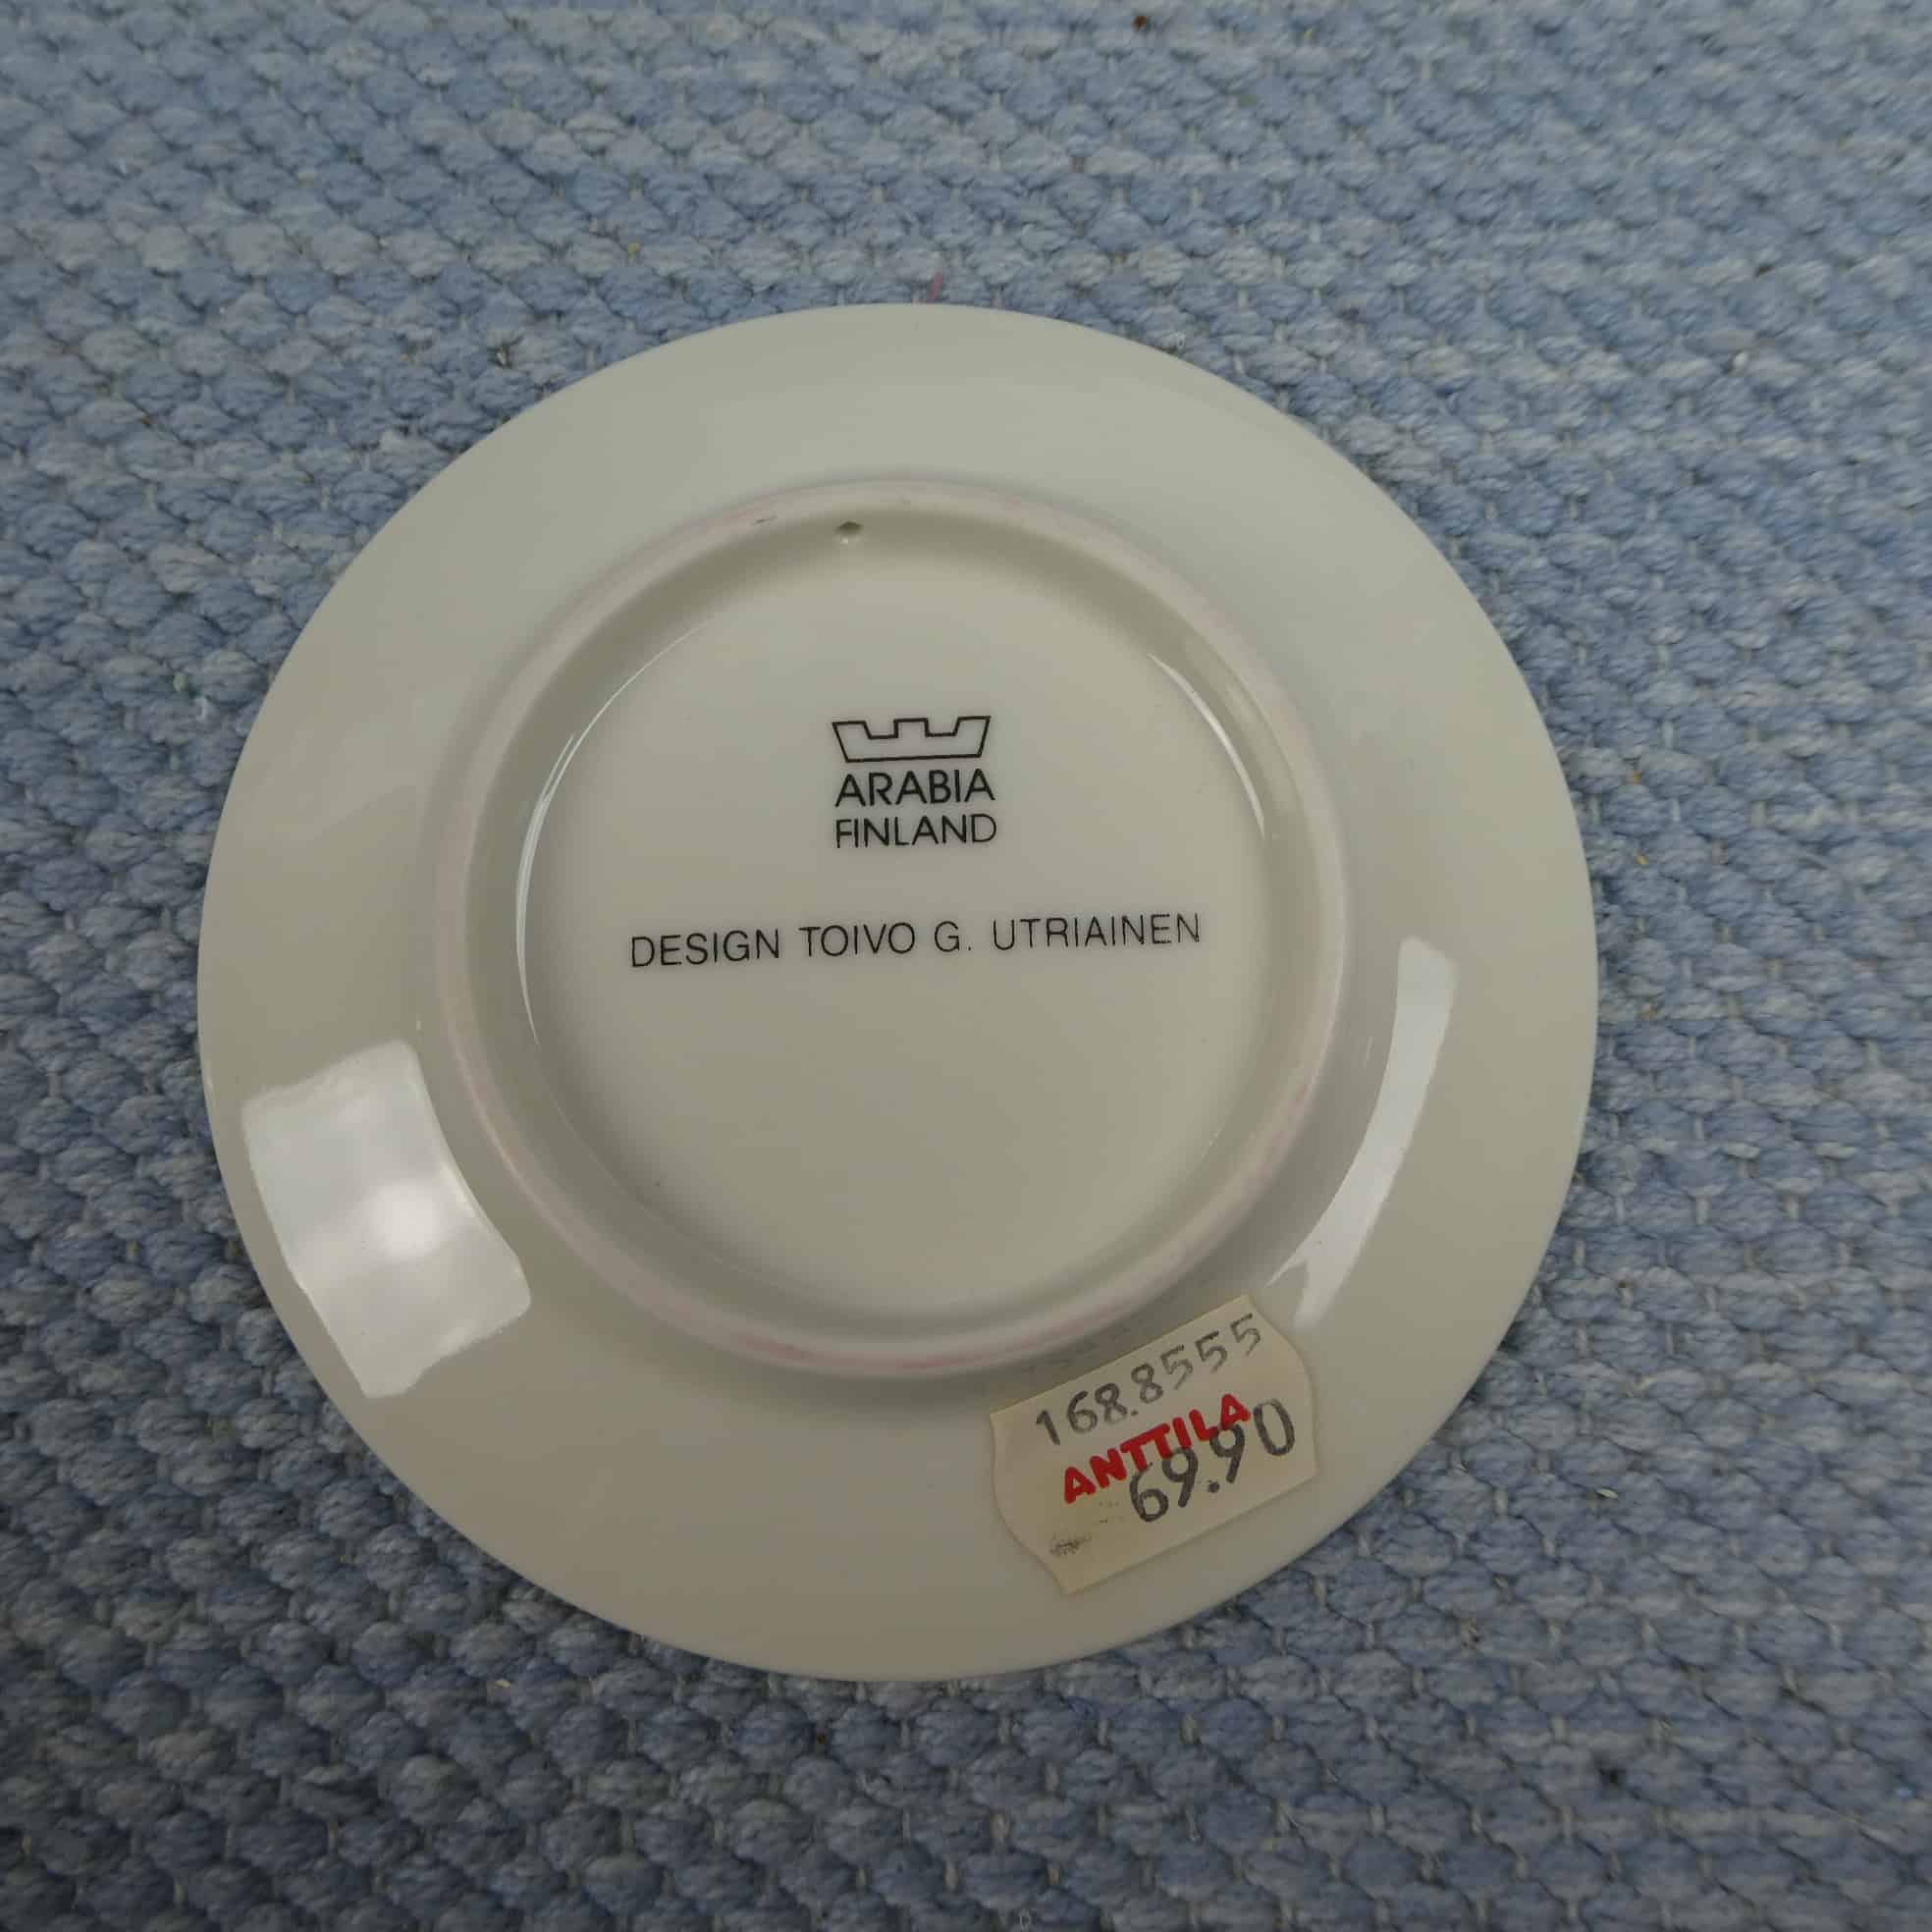 ARABIA
FINLAND
DESIGN TOIVO G. UTRIAINEN
168.8555
ANTTILA
69.90